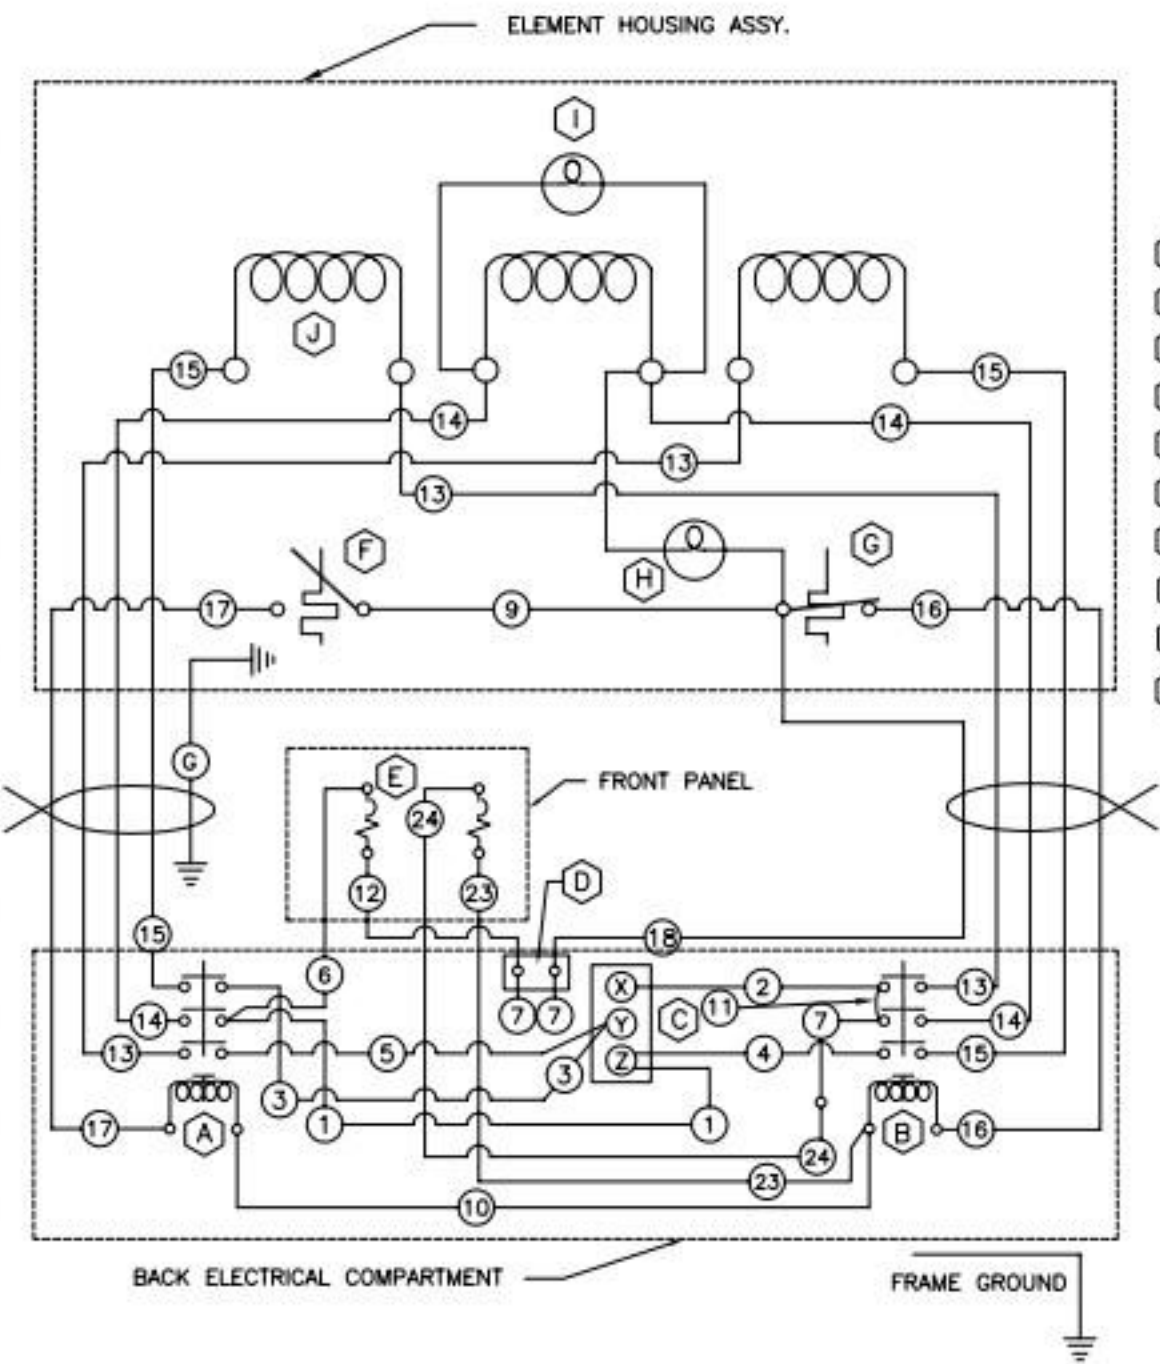 ELEMENT HOUSING ASSY.
I
O
J
15 15
14 14
13
13
F G
O
H
17 9 16
G
E FRONT PANEL
24
12 23 D
15 18
6
X 2 13
7 7 11
14 Y C 7 14
13 5 Z 4 15
3
3
17 A 1 1 B 16
24
23
10
BACK ELECTRICAL COMPARTMENT
FRAME GROUND